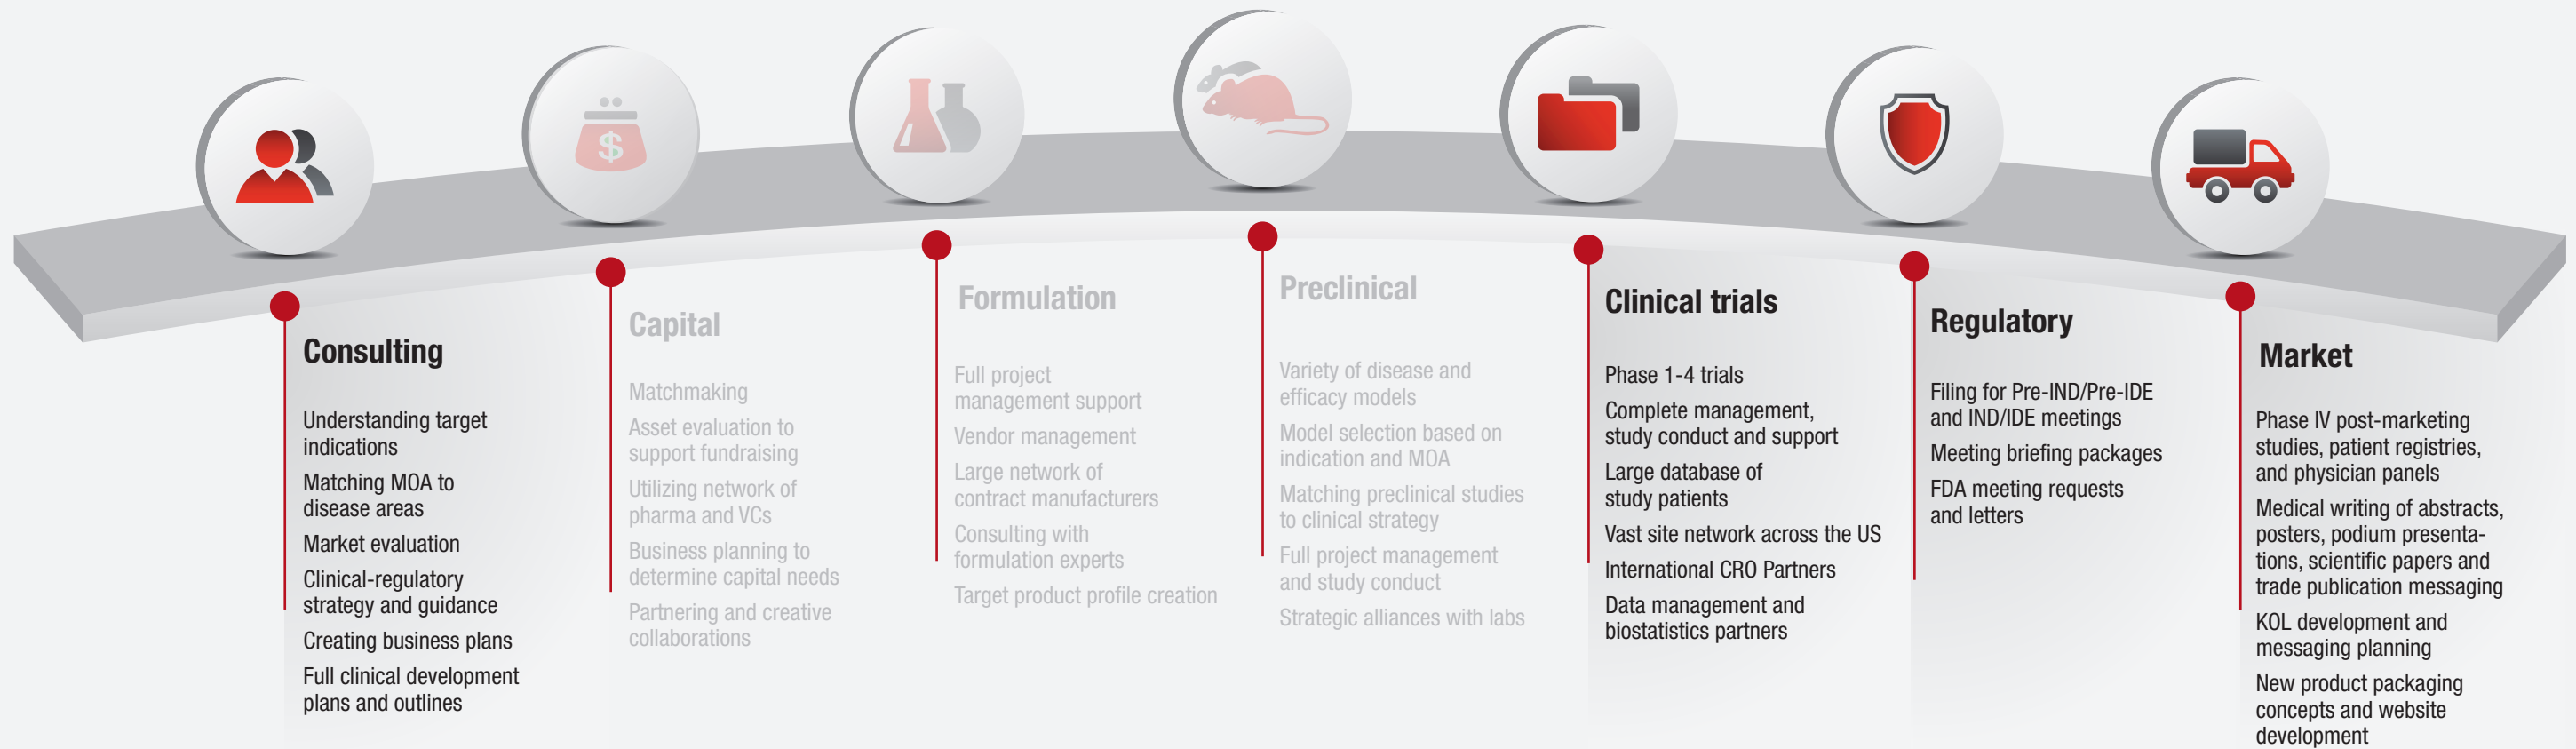 $
Consulting
Understanding target
indications
Matching MOA to
disease areas
Market evaluation
Clinical-regulatory
strategy and guidance
Creating business plans
Full clinical development
plans and outlines
Capital
Matchmaking
Asset evaluation to
support fundraising
Utilizing network of
pharma and VCs
Business planning to
determine capital needs
Partnering and creative
collaborations
Formulation
Full project
management support
Vendor management
Large network of
contract manufacturers
Consulting with
formulation experts
Target product profile creation
Preclinical
Variety of disease and
efficacy models
Model selection based on
indication and MOA
Matching preclinical studies
to clinical strategy
Full project management
and study conduct
Strategic alliances with labs
Clinical trials
Phase 1-4 trials
Complete management,
study conduct and support
Large database of
study patients
Vast site network across the US
International CRO Partners
Data management and
biostatistics partners
Regulatory
Filing for Pre-IND/Pre-IDE
and IND/IDE meetings
Meeting briefing packages
FDA meeting requests
and letters
Market
Phase IV post-marketing
studies, patient registries,
and physician panels
Medical writing of abstracts,
posters, podium presenta-
tions, scientific papers and
trade publication messaging
KOL development and
messaging planning
New product packaging
concepts and website
development